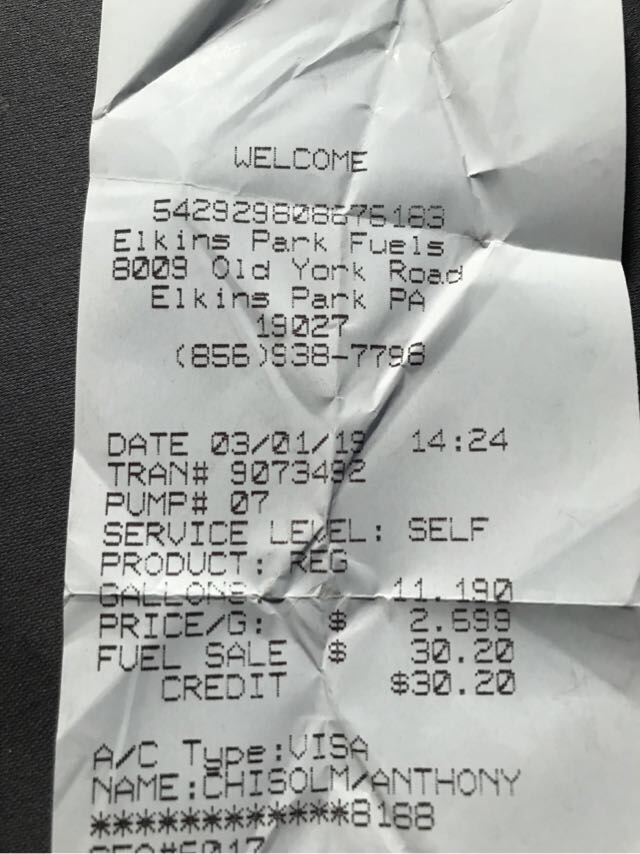 WELCOME
542929808676183
Elkins Park Fuels
8009 Old York Road
Elkins Park PA
19027
(856)938-7798
DATE 03/01/19 14:24
TRAN# 9073492
PUMP# 07
SERVICE LEVEL: SELF
PRODUCT: REG
GALLONS: 11.190
PRICE/G: $ 2.699
FUEL SALE $ 30.20
CREDIT $30.20
A/C Type:VISA
NAME:CHISOLM/ANTHONY
************8188